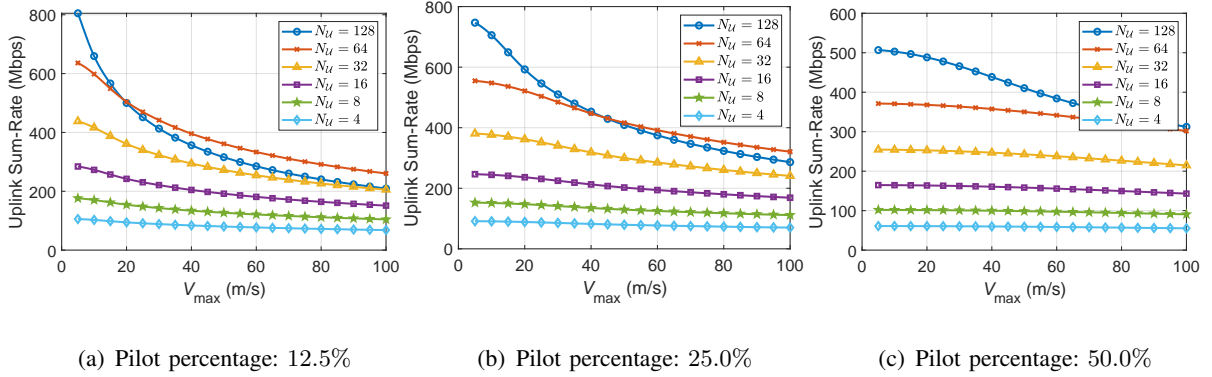 800
600
400
200
0
0 20 40 60 80 100
Uplink Sum-Rate (Mbps)
V_max (m/s)
N_𝒰 = 128
N_𝒰 = 64
N_𝒰 = 32
N_𝒰 = 16
N_𝒰 = 8
N_𝒰 = 4
(a) Pilot percentage: 12.5%
800
600
400
200
0
0 20 40 60 80 100
Uplink Sum-Rate (Mbps)
V_max (m/s)
N_𝒰 = 128
N_𝒰 = 64
N_𝒰 = 32
N_𝒰 = 16
N_𝒰 = 8
N_𝒰 = 4
(b) Pilot percentage: 25.0%
600
500
400
300
200
100
0
0 20 40 60 80 100
Uplink Sum-Rate (Mbps)
V_max (m/s)
N_𝒰 = 128
N_𝒰 = 64
N_𝒰 = 32
N_𝒰 = 16
N_𝒰 = 8
N_𝒰 = 4
(c) Pilot percentage: 50.0%